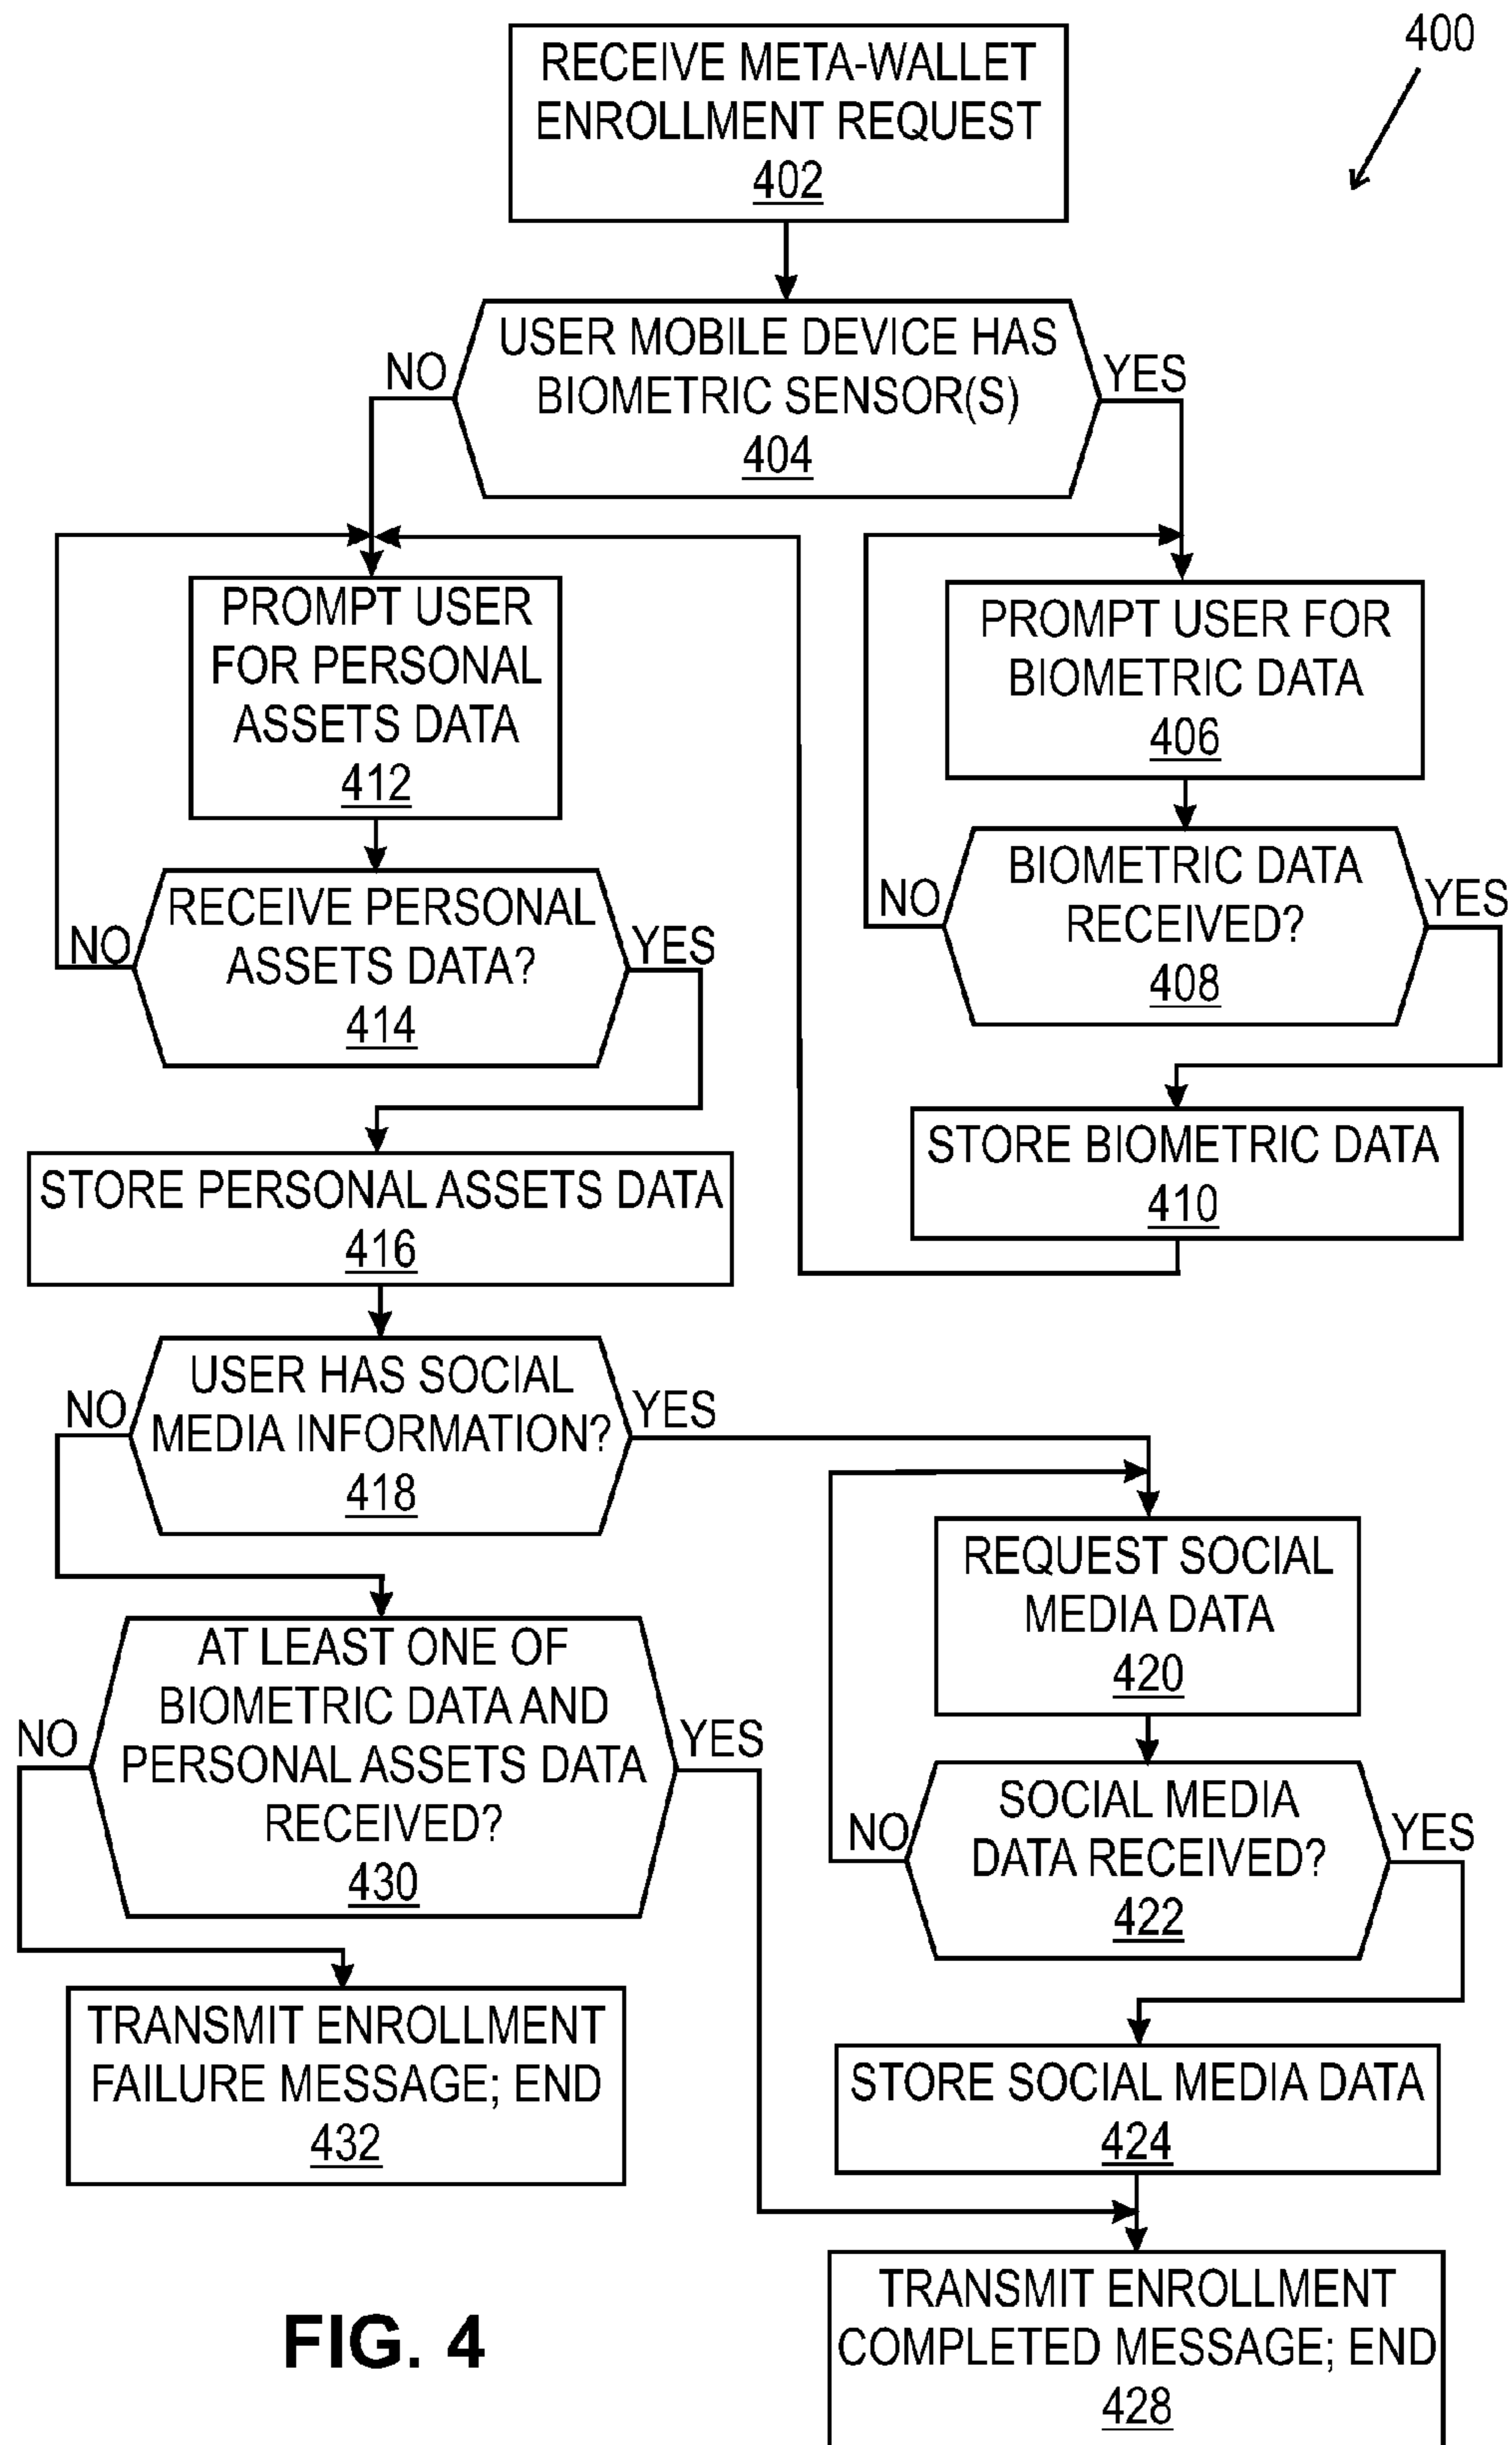 400
RECEIVE META-WALLET
ENROLLMENT REQUEST
402
USER MOBILE DEVICE HAS
BIOMETRIC SENSOR(S)
404
NO
YES
PROMPT USER
FOR PERSONAL
ASSETS DATA
412
PROMPT USER FOR
BIOMETRIC DATA
406
RECEIVE PERSONAL
ASSETS DATA?
414
NO
YES
BIOMETRIC DATA
RECEIVED?
408
NO
YES
STORE PERSONAL ASSETS DATA
416
STORE BIOMETRIC DATA
410
USER HAS SOCIAL
MEDIA INFORMATION?
418
NO
YES
REQUEST SOCIAL
MEDIA DATA
420
AT LEAST ONE OF
BIOMETRIC DATA AND
PERSONAL ASSETS DATA
RECEIVED?
430
NO
YES
SOCIAL MEDIA
DATA RECEIVED?
422
NO
YES
TRANSMIT ENROLLMENT
FAILURE MESSAGE; END
432
STORE SOCIAL MEDIA DATA
424
TRANSMIT ENROLLMENT
COMPLETED MESSAGE; END
428
FIG. 4